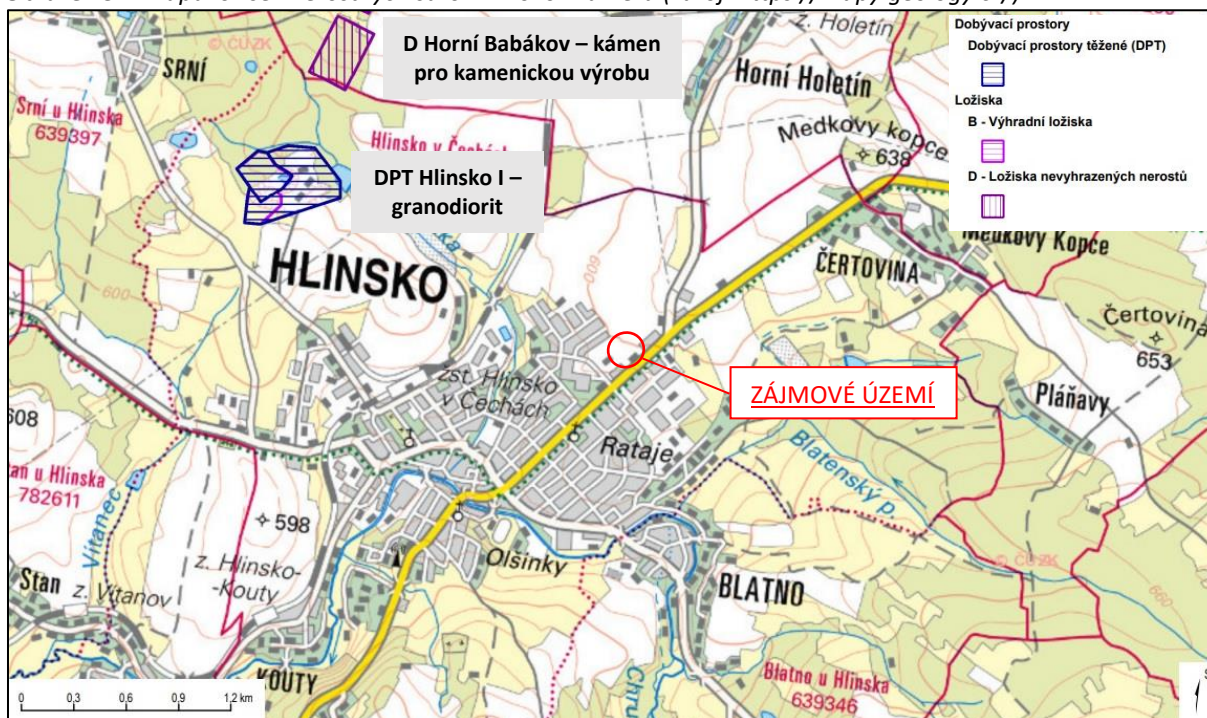 © ČÚZK
z. Holetín
SRNÍ
D Horní Babákov – kámen
pro kamenickou výrobu
Horní Holetín
Dobývací prostory
Dobývací prostory těžené (DPT)
Ložiska
B - Výhradní ložiska
D - Ložiska nevyhrazených nerostů
Srní u Hlinska
639397
Hlinsko v Čechách
Medkovy kopce
638
DPT Hlinsko I –
granodiorit
Medkovy Kopce
HLINSKO
600
600
ČERTOVINA
Čertovina
653
zst. Hlinsko
v Čechách
ZÁJMOVÉ ÚZEMÍ
Pláňavy
608
Rataje
Blatenský p.
782611
Vítanec
598
© ČÚZK
Olšinky
z. Hlinsko-
-Kouty
Stan
z. Vítanov
BLATNO
660
KOUTY
Blatno u Hlinska
639346
0 0,3 0,6 0,9 1,2 km
S